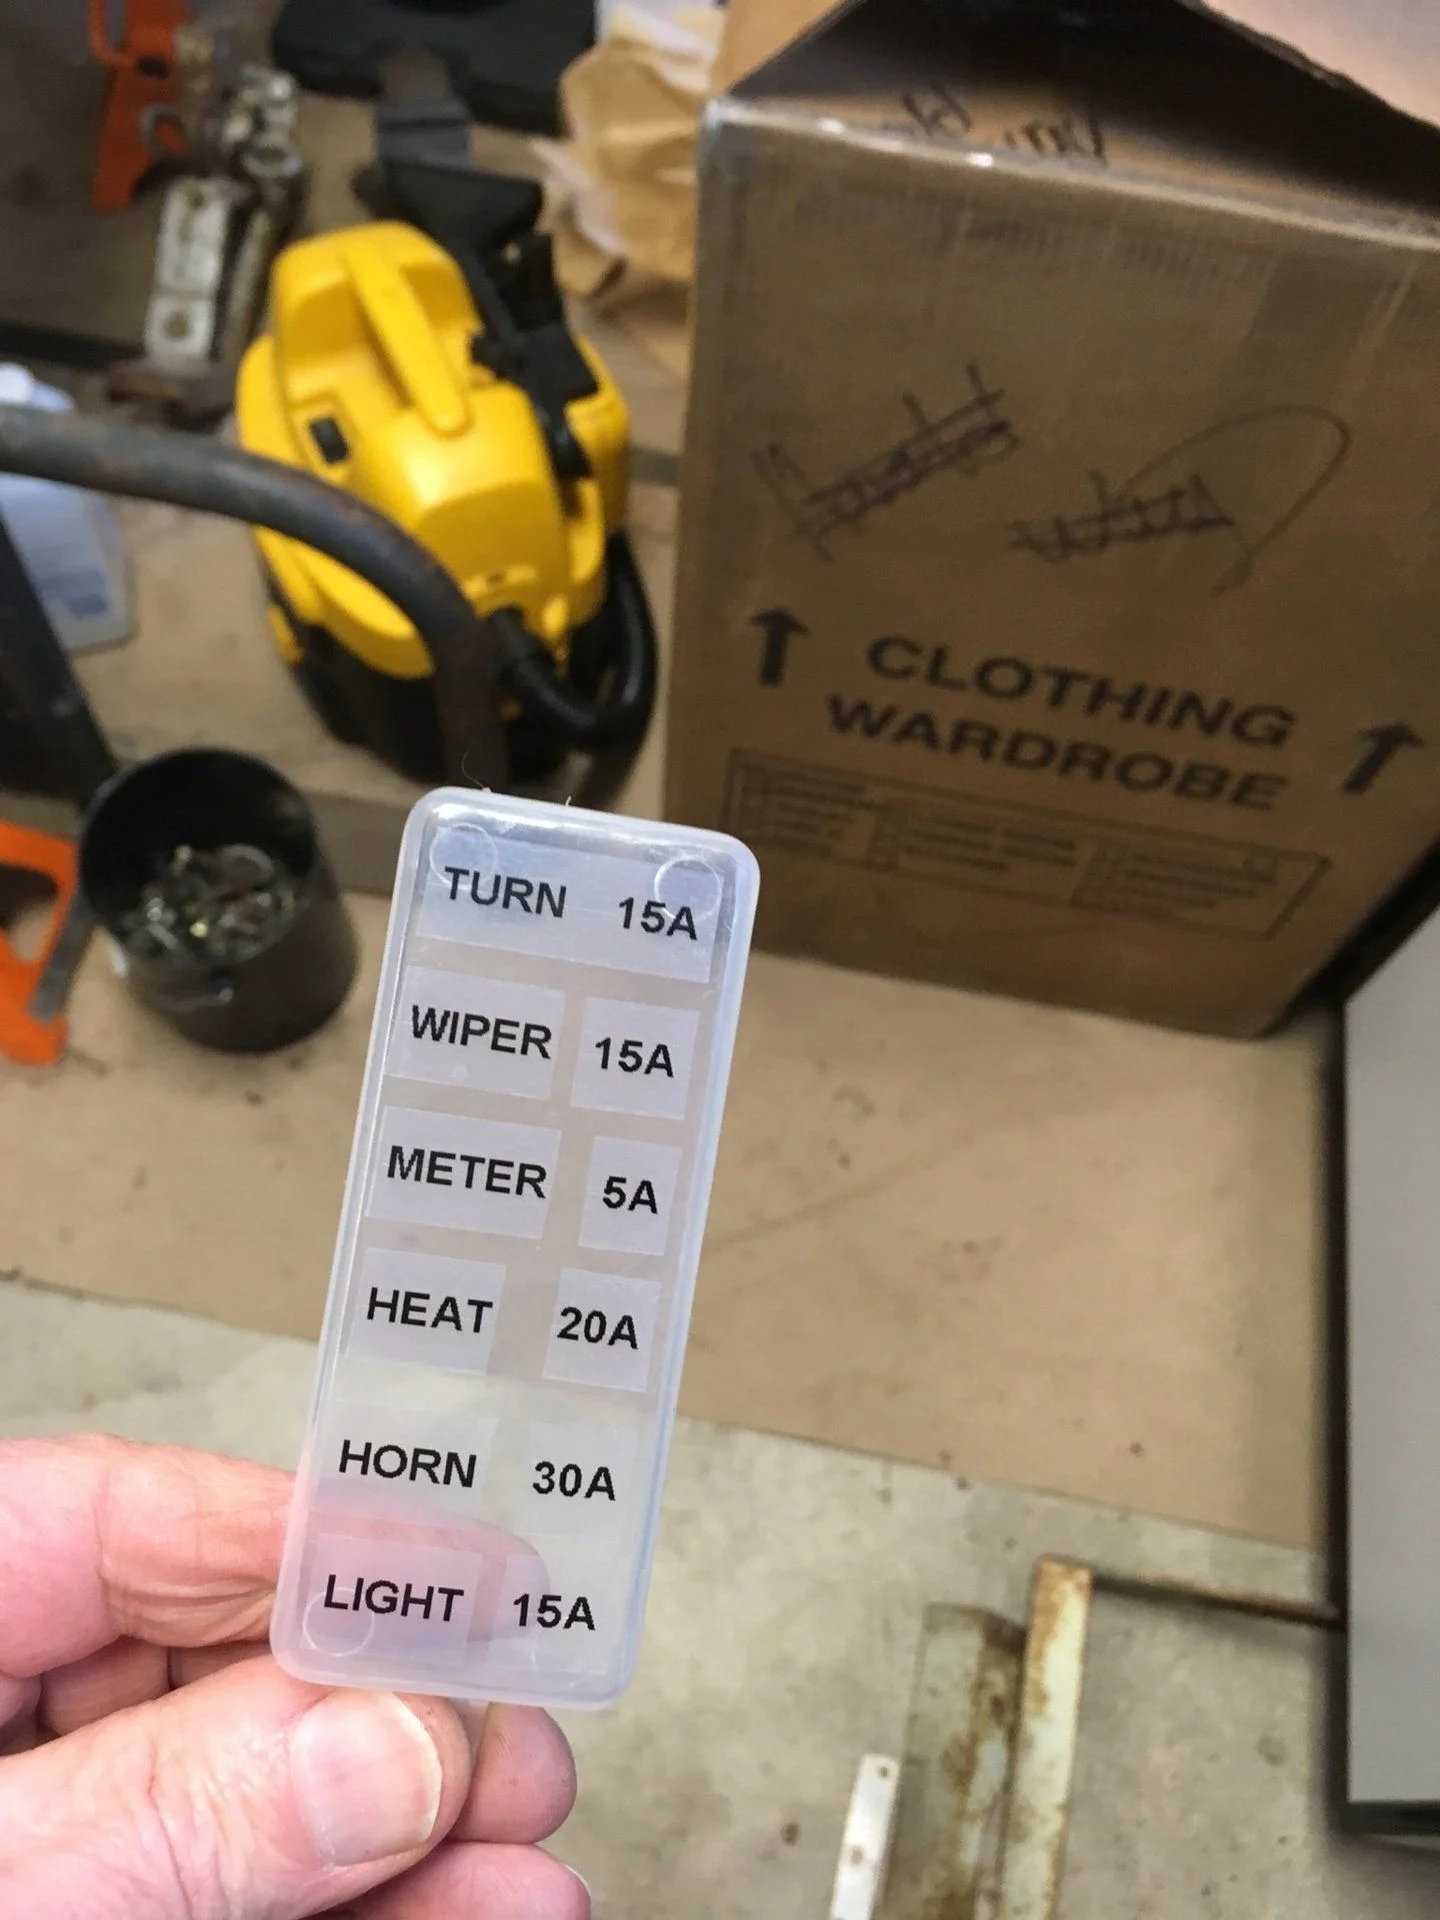 CLOTHING
WARDROBE
TURN 15A
WIPER 15A
METER 5A
HEAT 20A
HORN 30A
LIGHT 15A